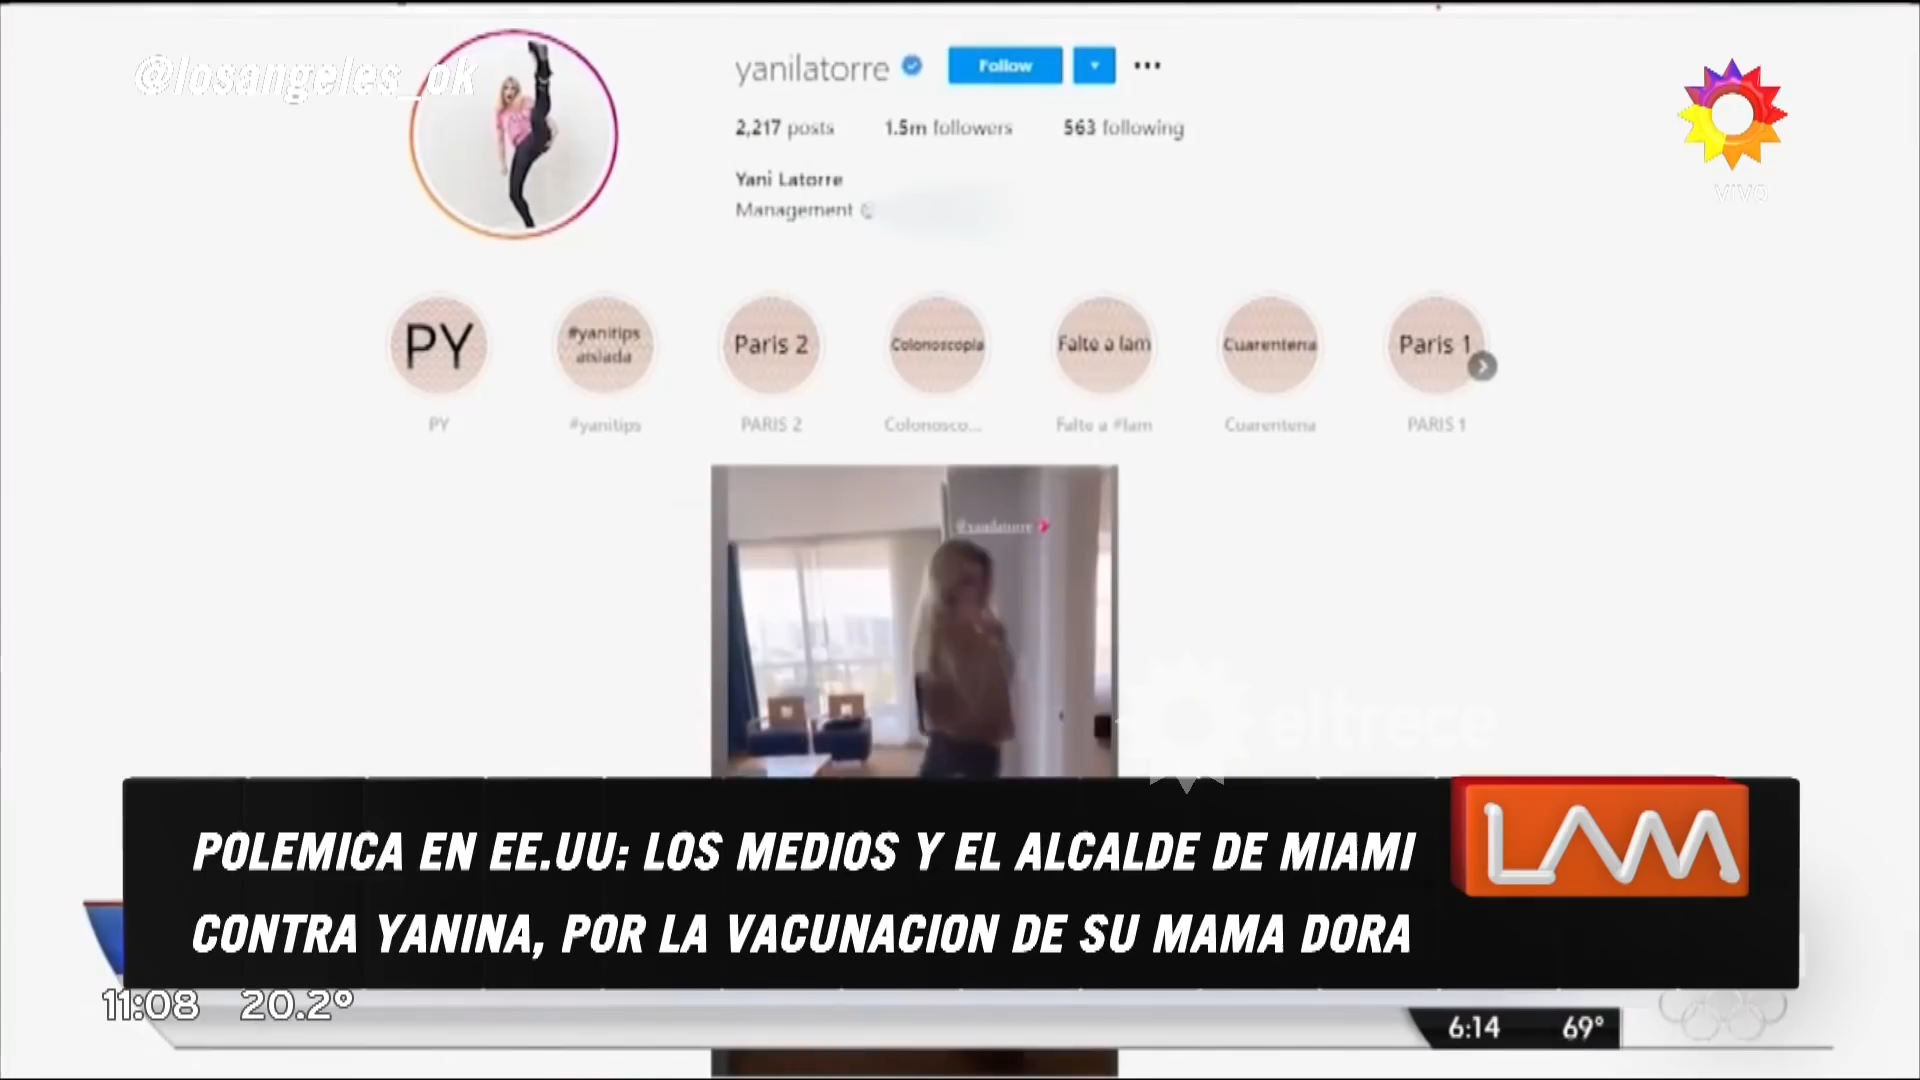 @losangeles_ok
yanilatorre
Follow
2,217 posts
1.5m followers
563 following
Yani Latorre
Management @
VIVO
PY
#yanitips
aislada
Paris 2
Colonoscopia
Falte a lam
Cuarentena
Paris 1
PY
#yanitips
PARIS 2
Colonosco...
Falte a #lam
Cuarentena
PARIS 1
@yanilatorre
eltrece
POLEMICA EN EE.UU: LOS MEDIOS Y EL ALCALDE DE MIAMI
CONTRA YANINA, POR LA VACUNACION DE SU MAMA DORA
LAM
11:08 20.2°
6:14 69°